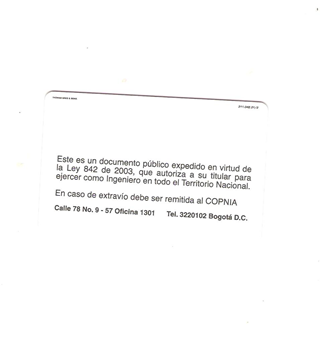 Este es un documento público expedido en virtud de
la Ley 842 de 2003, que autoriza a su titular para
ejercer como Ingeniero en todo el Territorio Nacional.
En caso de extravío debe ser remitida al COPNIA
Calle 78 No. 9 - 57 Oficina 1301 Tel. 3220102 Bogotá D.C.